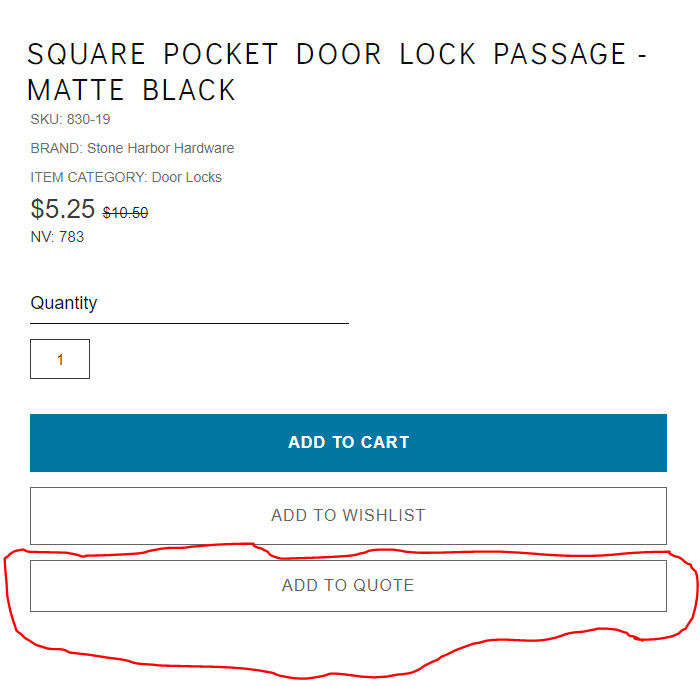 SQUARE POCKET DOOR LOCK PASSAGE -
MATTE BLACK
SKU: 830-19
BRAND: Stone Harbor Hardware
ITEM CATEGORY: Door Locks
$5.25 $10.50
NV: 783
Quantity
1
ADD TO CART
ADD TO WISHLIST
ADD TO QUOTE